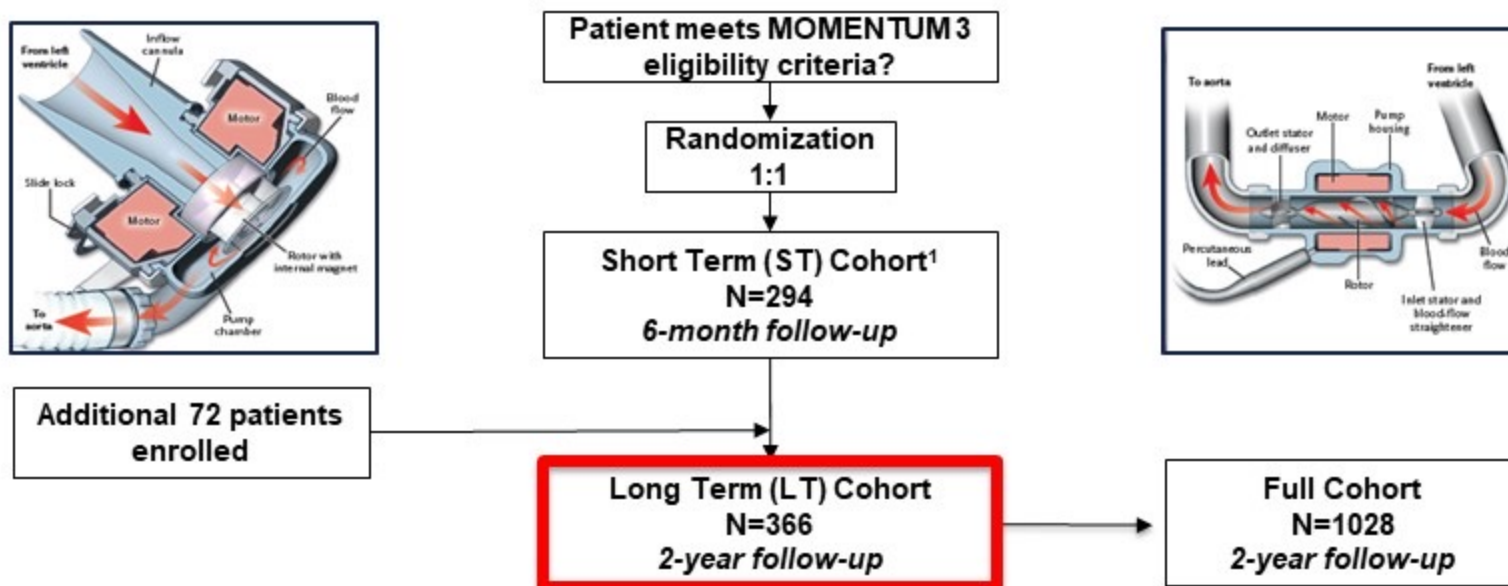 Patient meets MOMENTUM 3
eligibility criteria?
Randomization
1:1
Short Term (ST) Cohort¹
N=294
6-month follow-up
Additional 72 patients
enrolled
Long Term (LT) Cohort
N=366
2-year follow-up
Full Cohort
N=1028
2-year follow-up
From left
ventricle
Inflow
cannula
Blood
flow
Motor
Slide lock
Motor
Rotor with
internal magnet
Pump
chamber
To
aorta
To aorta
From left
ventricle
Motor
Pump
housing
Outlet stator
and diffuser
Percutaneous
lead
Rotor
Blood
flow
Inlet stator and
blood-flow
straightener